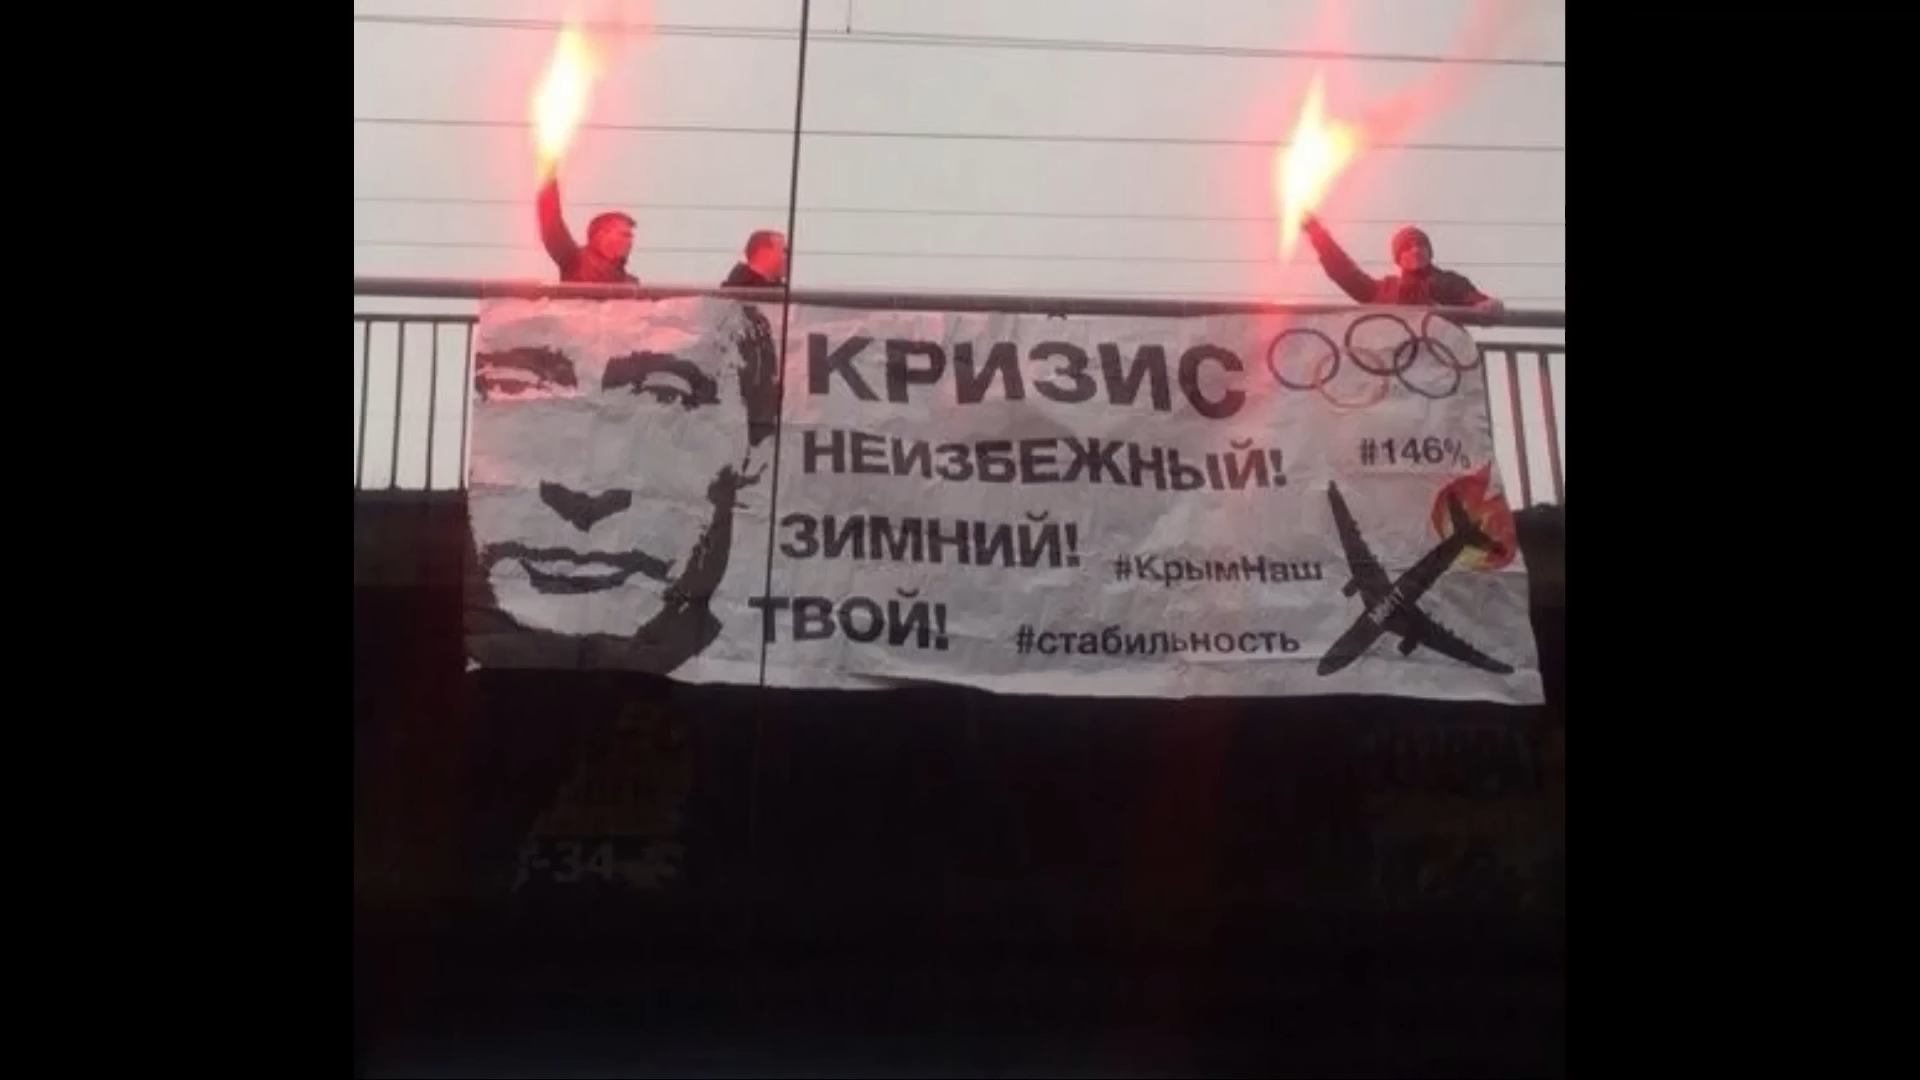 КРИЗИС
НЕИЗБЕЖНЫЙ!
#146%
ЗИМНИЙ!
#КрымНаш
ТВОЙ!
#стабильность